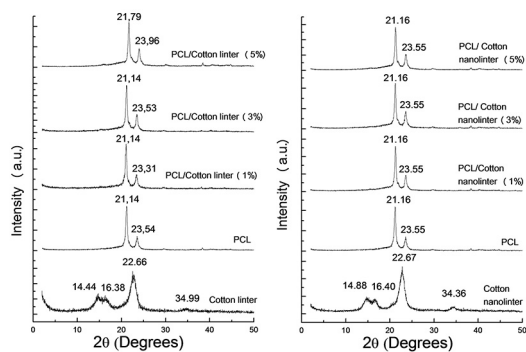 21,79
23,96
PCL/Cotton linter (5%)
21,14
23,53
PCL/Cotton linter (3%)
21,14
23,31
PCL/Cotton linter (1%)
21,14
23,54
PCL
22.66
14.44
16.38
34.99
Cotton linter
Intensity (a.u.)
0 10 20 30 40 50
2θ (Degrees)
21.16
23.55
PCL/ Cotton
nanolinter (5%)
21.16
23.55
PCL/ Cotton
nanolinter (3%)
21.16
23.55
PCL/Cotton
nanolinter (1%)
21.16
23.55
PCL
22.67
14.88
16.40
34.36
Cotton
nanolinter
Intensity (a.u.)
0 10 20 30 40 50
2θ (Degrees)